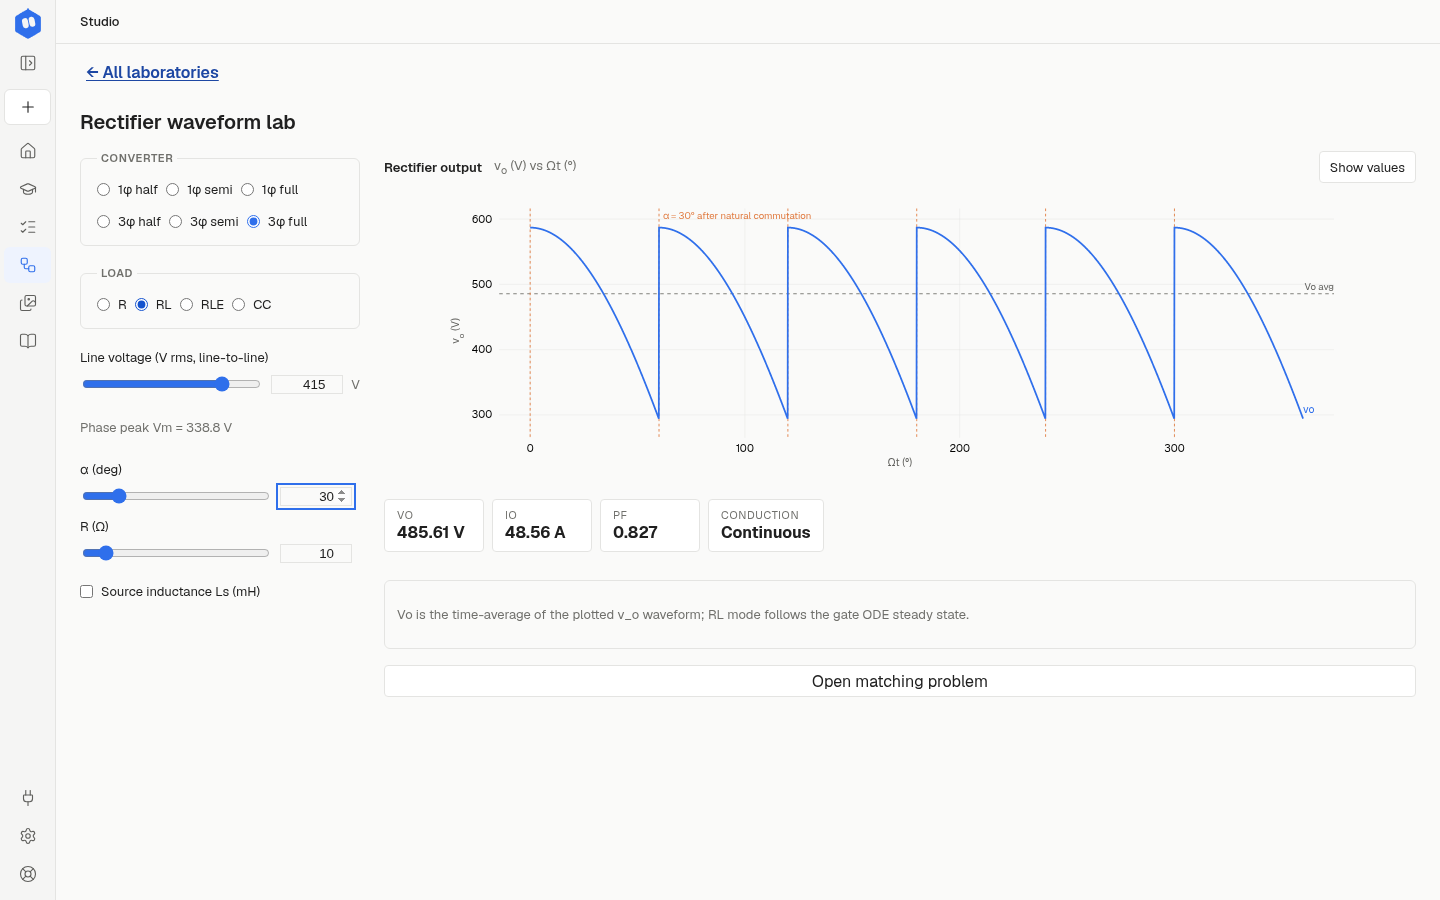 Studio
← All laboratories
Rectifier waveform lab
CONVERTER
1φ half 1φ semi 1φ full
3φ half 3φ semi 3φ full
LOAD
R RL RLE CC
Line voltage (V rms, line-to-line)
415 V
Phase peak Vm = 338.8 V
α (deg)
30
R (Ω)
10
Source inductance Ls (mH)
Rectifier output vo (V) vs Ωt (°)
Show values
α = 30° after natural commutation
600
500
400
300
vo (V)
Vo avg
vo
0 100 200 300
Ωt (°)
VO
485.61 V
IO
48.56 A
PF
0.827
CONDUCTION
Continuous
Vo is the time-average of the plotted v_o waveform; RL mode follows the gate ODE steady state.
Open matching problem